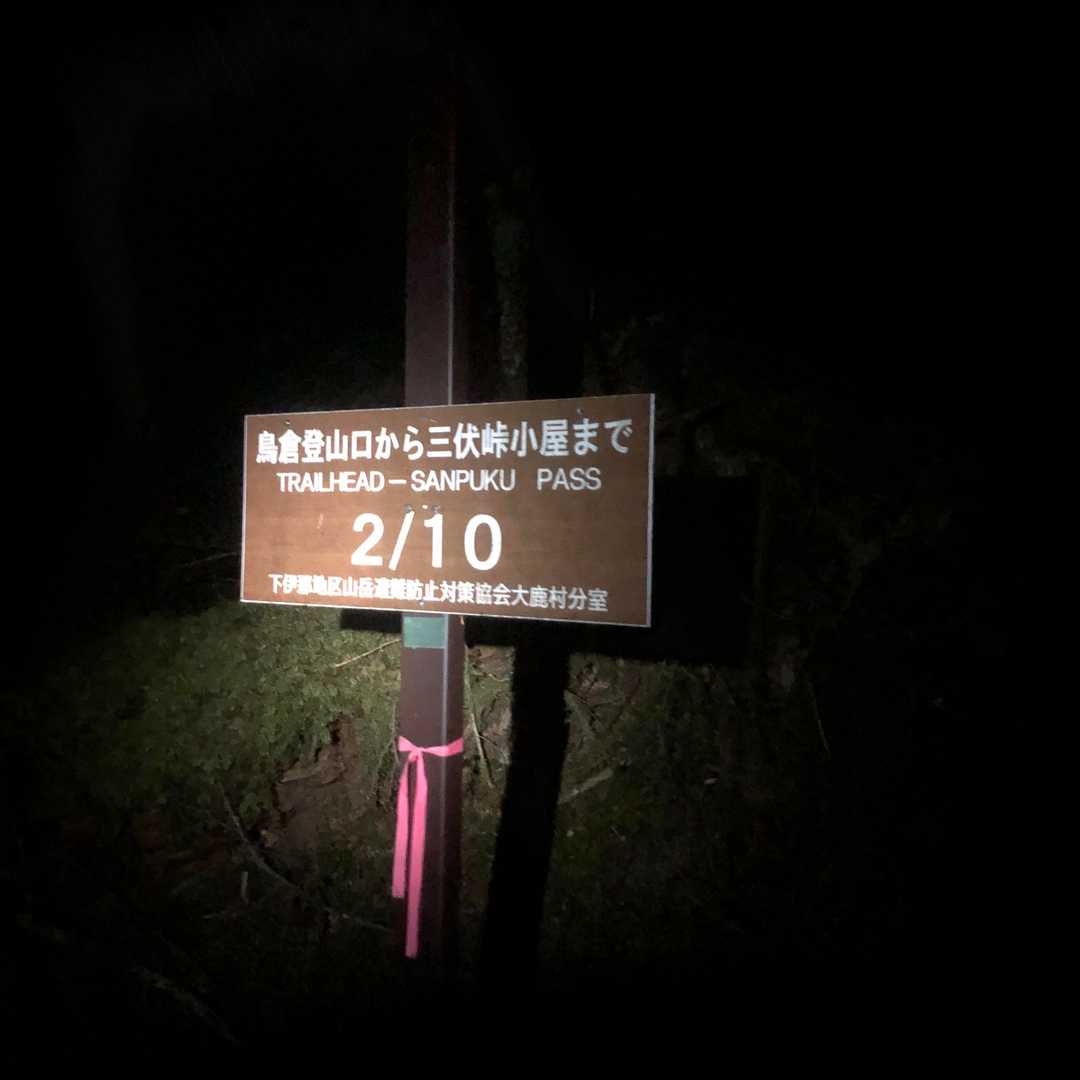 鳥倉登山口から三伏峠小屋まで
TRAILHEAD－SANPUKU PASS
2/10
下伊那地区山岳遭難防止対策協会大鹿村分室